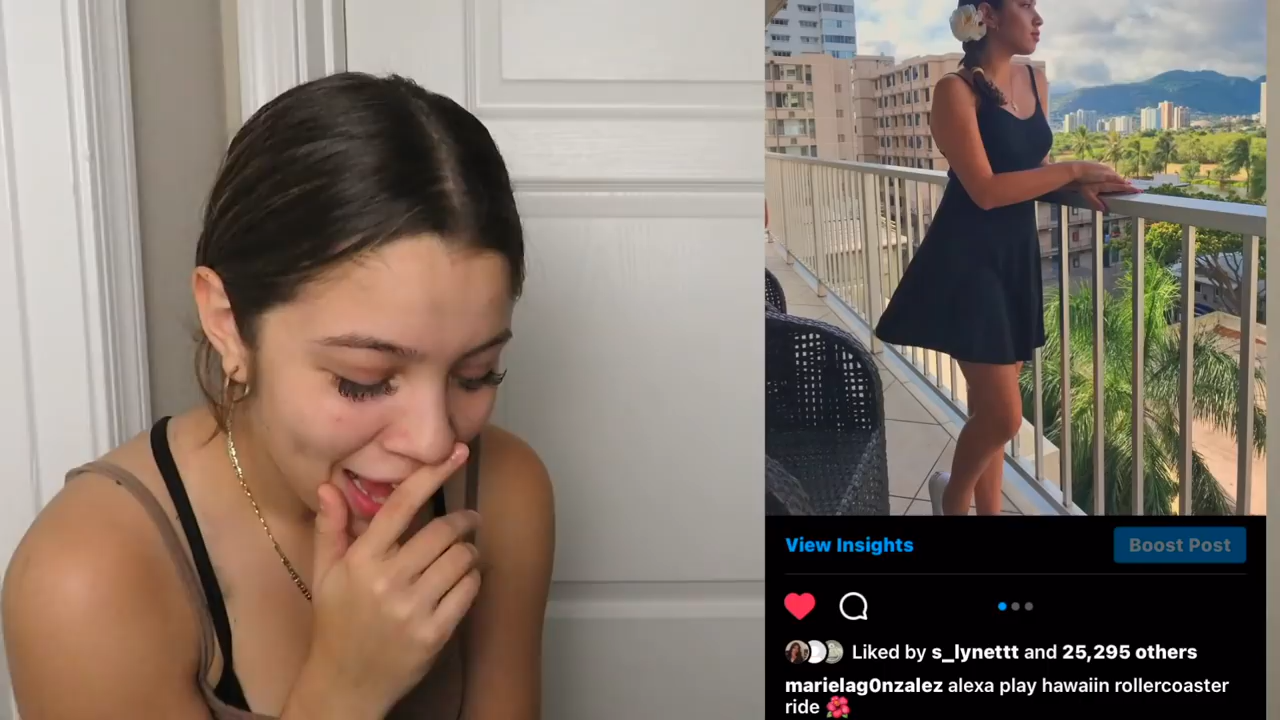 View Insights
Boost Post
Liked by s_lynettt and 25,295 others
marielag0nzalez alexa play hawaiin rollercoaster
ride 🌺